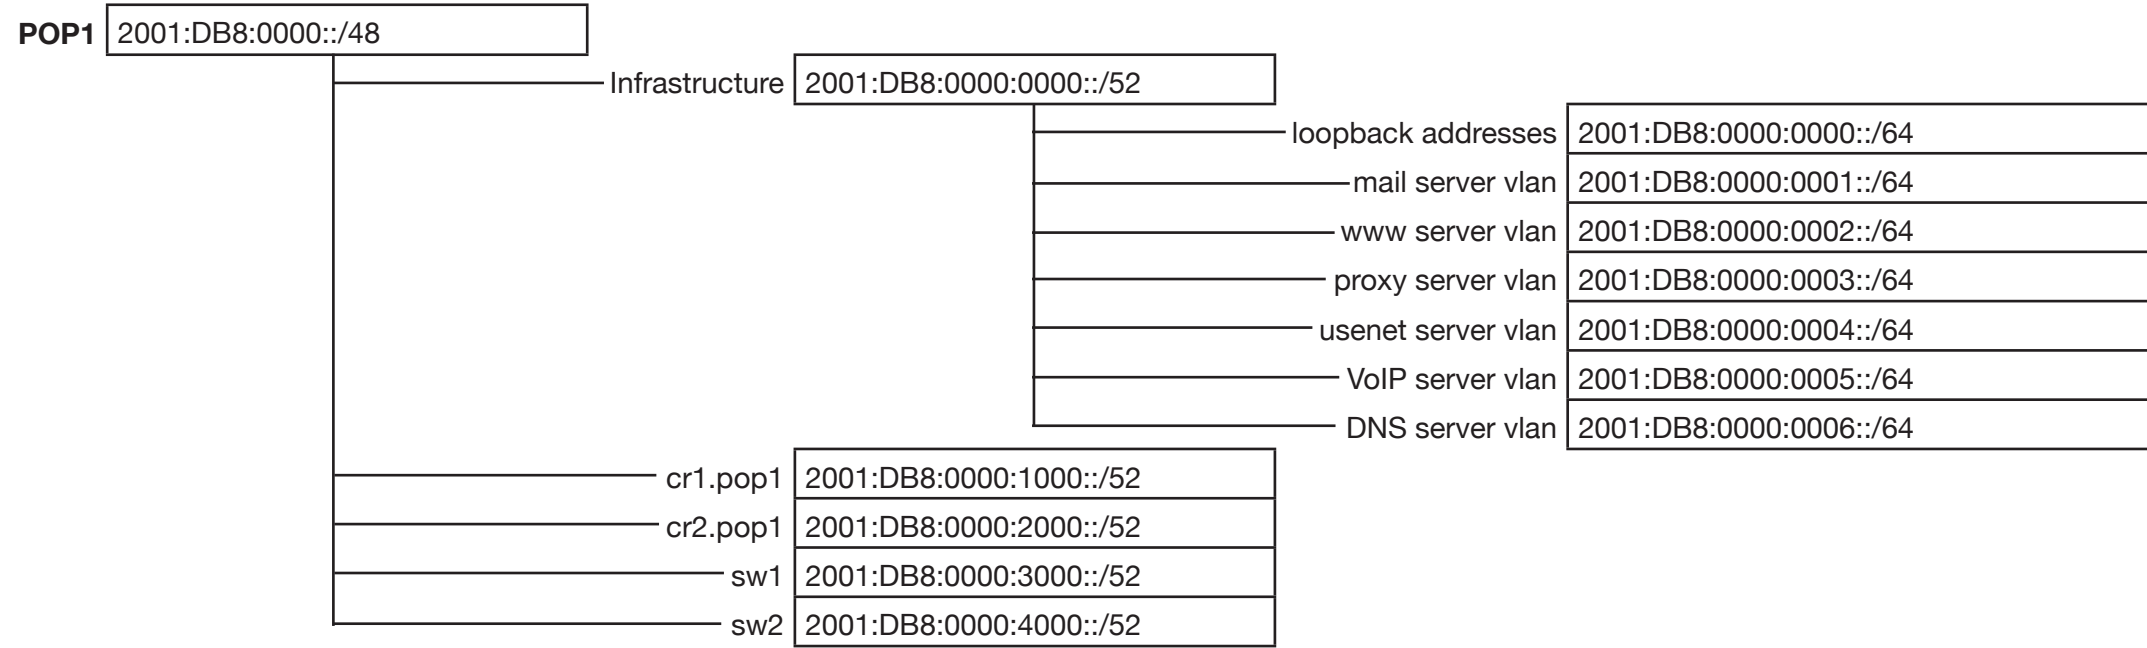 POP1 2001:DB8:0000::/48
Infrastructure 2001:DB8:0000:0000::/52
loopback addresses 2001:DB8:0000:0000::/64
mail server vlan 2001:DB8:0000:0001::/64
www server vlan 2001:DB8:0000:0002::/64
proxy server vlan 2001:DB8:0000:0003::/64
usenet server vlan 2001:DB8:0000:0004::/64
VoIP server vlan 2001:DB8:0000:0005::/64
DNS server vlan 2001:DB8:0000:0006::/64
cr1.pop1 2001:DB8:0000:1000::/52
cr2.pop1 2001:DB8:0000:2000::/52
sw1 2001:DB8:0000:3000::/52
sw2 2001:DB8:0000:4000::/52